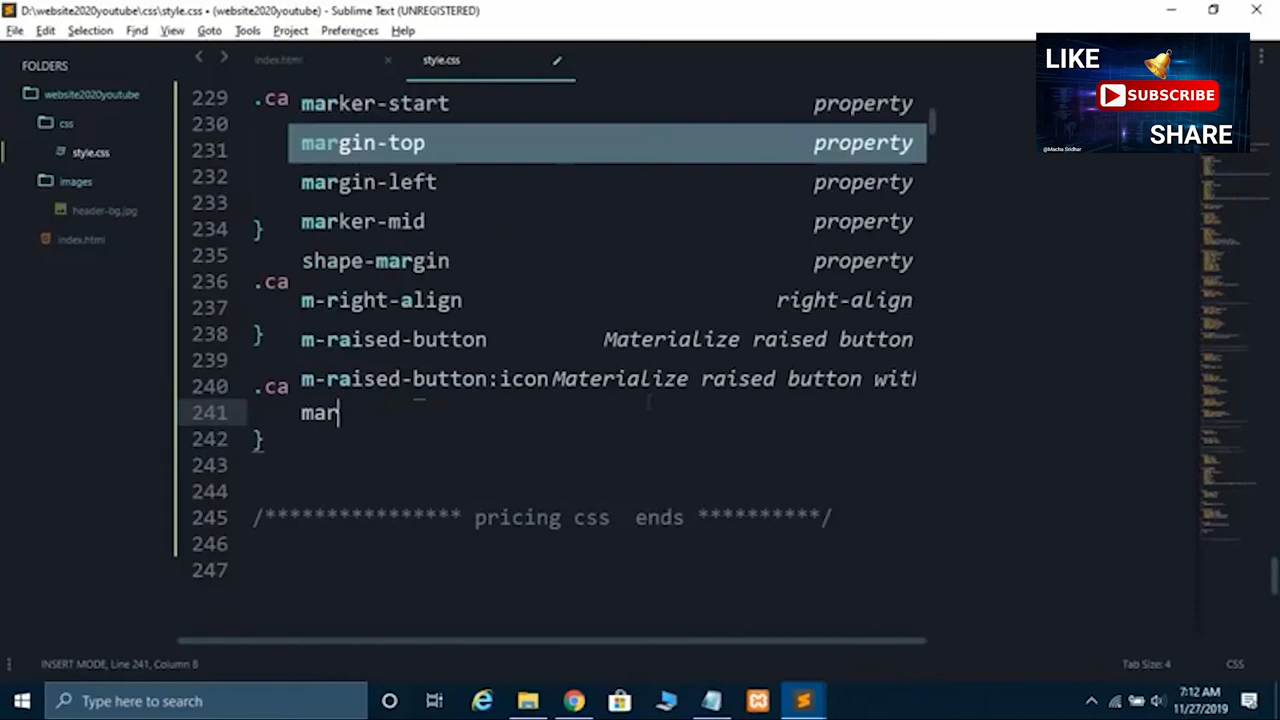 D:\website2020youtube\css\style.css • (website2020youtube) - Sublime Text (UNREGISTERED)
File Edit Selection Find View Goto Tools Project Preferences Help
FOLDERS
website2020youtube
css
style.css
images
header-bg.jpg
index.html
index.html
style.css
229 .ca
230
231
232
233
234 }
235
236 .ca
237
238 }
239
240 .ca
241 mar
242 }
243
244
245 /**************** pricing css ends **********/
246
247
marker-start property
margin-top property
margin-left property
marker-mid property
shape-margin property
m-right-align right-align
m-raised-button Materialize raised button
m-raised-button:icon Materialize raised button with
LIKE
SUBSCRIBE
SHARE
@Macha Sridhar
INSERT MODE, Line 241, Column 8
Tab Size: 4
CSS
Type here to search
7:12 AM
11/27/2019